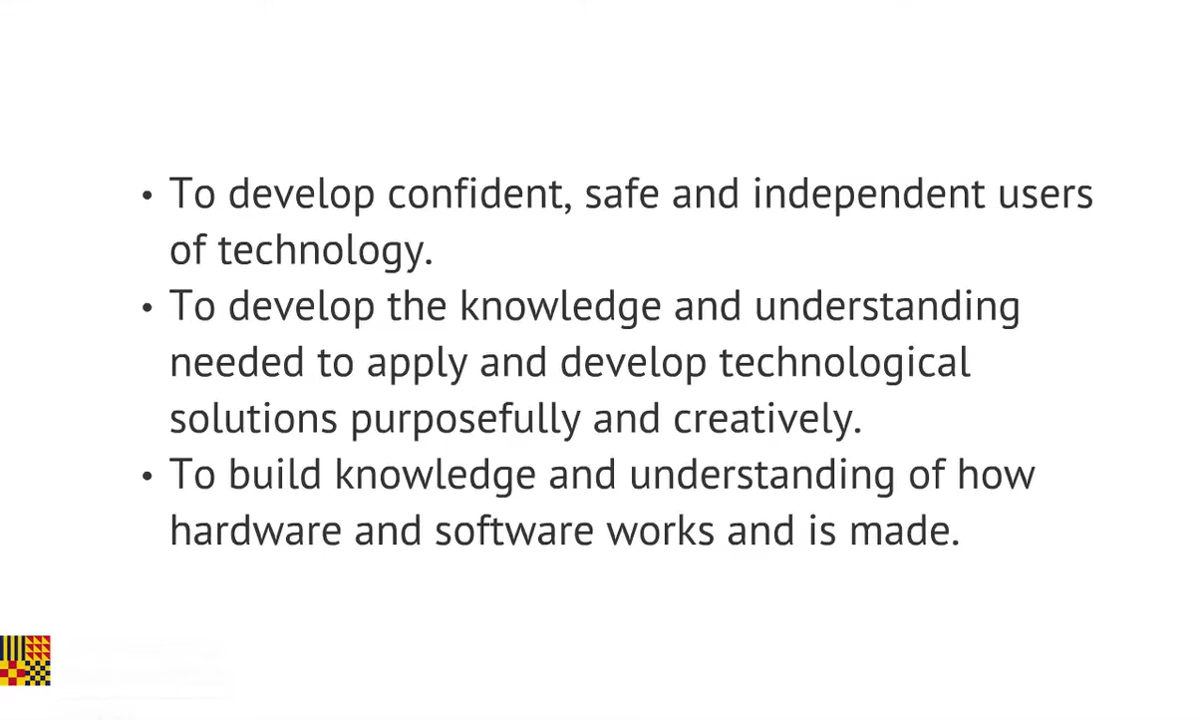 • To develop confident, safe and independent users
of technology.
• To develop the knowledge and understanding
needed to apply and develop technological
solutions purposefully and creatively.
• To build knowledge and understanding of how
hardware and software works and is made.